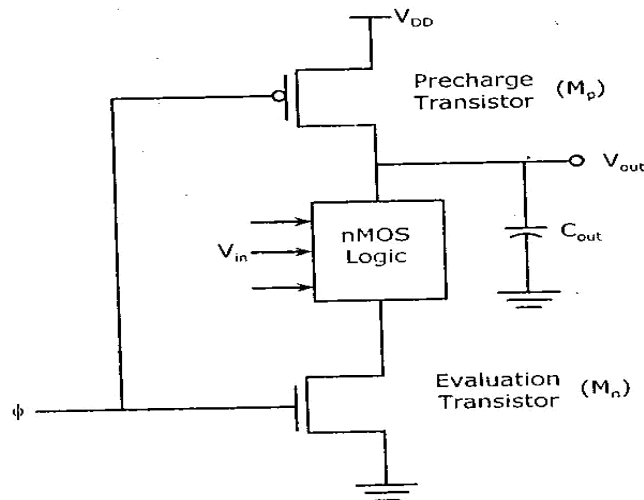 V_DD
Precharge
Transistor (M_p)
V_out
nMOS
Logic
V_in
C_out
Evaluation
Transistor (M_n)
ϕ